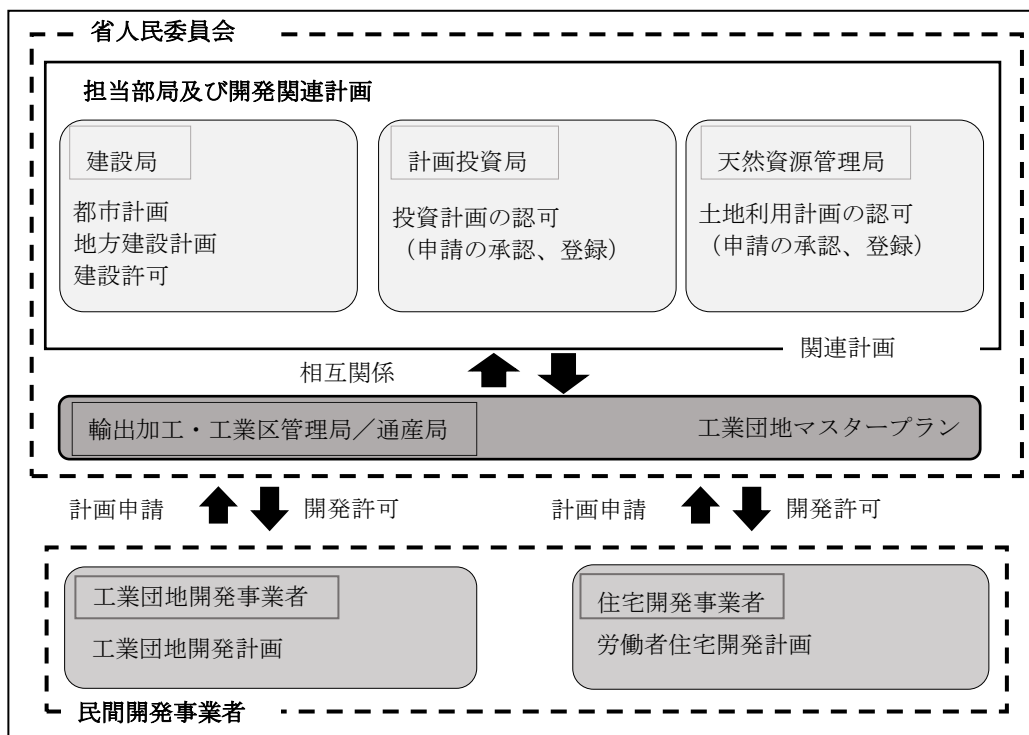 省人民委員会
担当部局及び開発関連計画
建設局
都市計画
地方建設計画
建設許可
計画投資局
投資計画の認可
（申請の承認、登録）
天然資源管理局
土地利用計画の認可
（申請の承認、登録）
関連計画
相互関係
輸出加工・工業区管理局／通産局
工業団地マスタープラン
計画申請
開発許可
計画申請
開発許可
工業団地開発事業者
工業団地開発計画
住宅開発事業者
労働者住宅開発計画
民間開発事業者